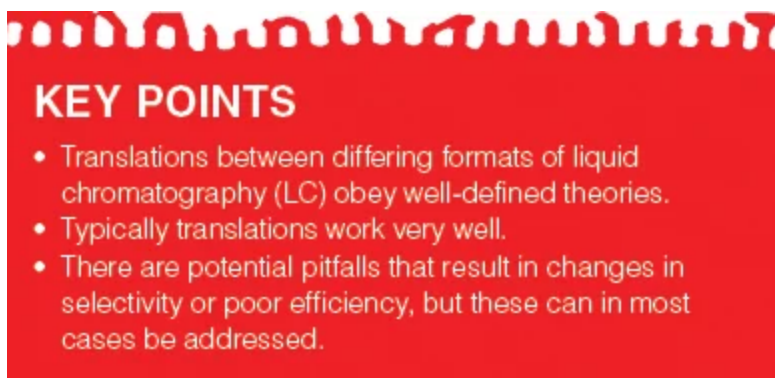 KEY POINTS
• Translations between differing formats of liquid
chromatography (LC) obey well-defined theories.
• Typically translations work very well.
• There are potential pitfalls that result in changes in
selectivity or poor efficiency, but these can in most
cases be addressed.